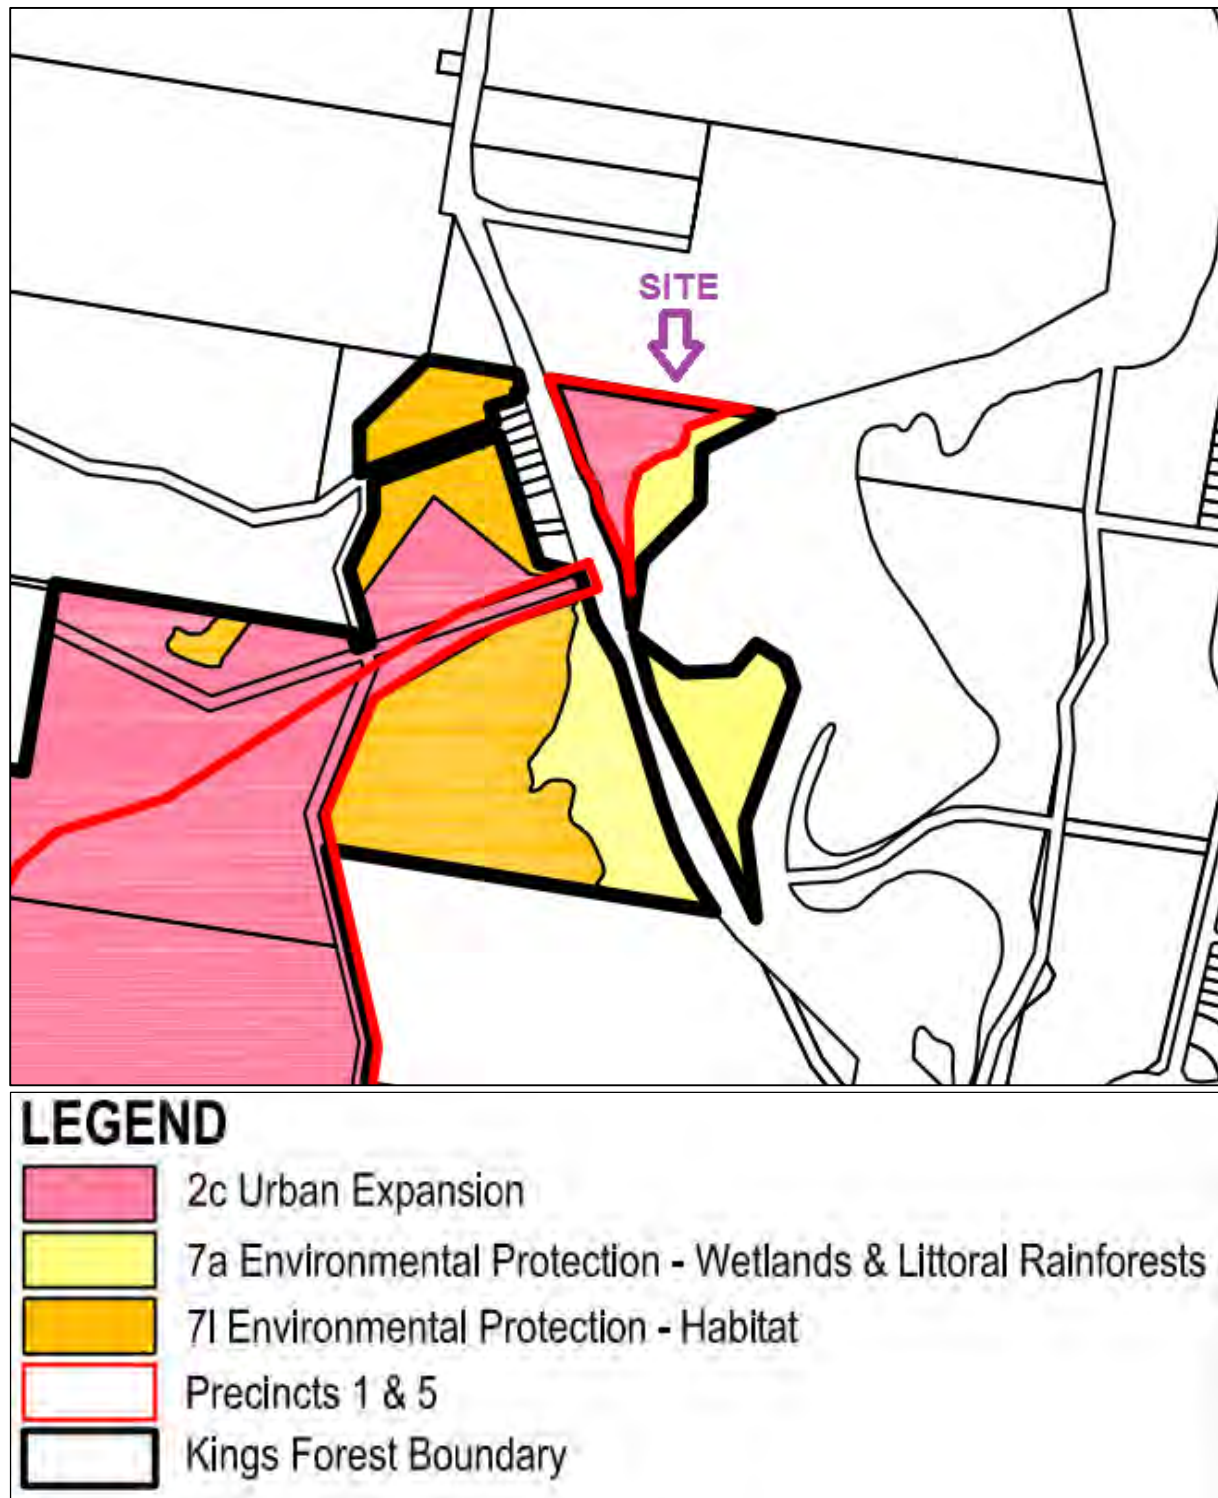 SITE
LEGEND
2c Urban Expansion
7a Environmental Protection - Wetlands & Littoral Rainforests
7l Environmental Protection - Habitat
Precincts 1 & 5
Kings Forest Boundary